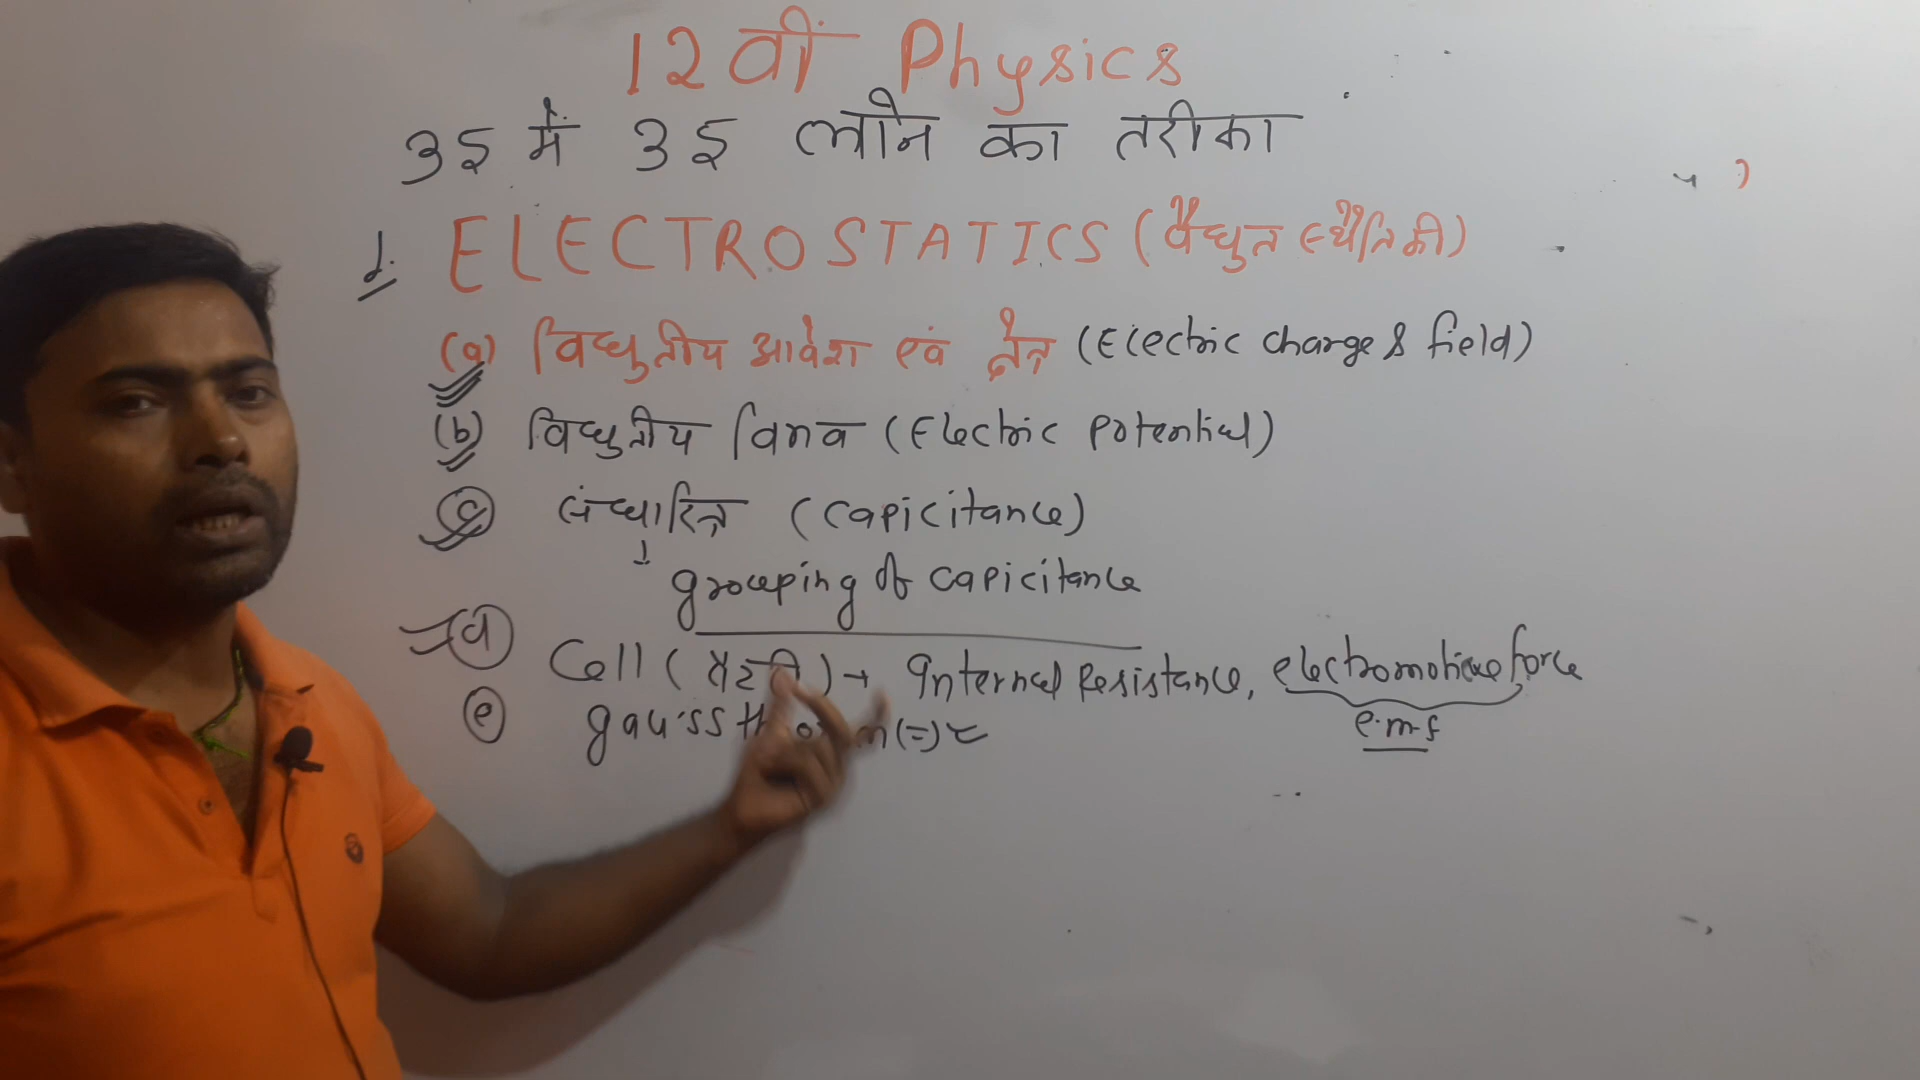 12वीं Physics
35 में 35 लाने का तरीका
1. ELECTROSTATICS (वैधुत स्थैतिकी)
(a) विधुतीय आवेश एवं क्षेत्र (Electric charge & field)
(b) विधुतीय विभव (Electric Potential)
(c) संधारित्र (Capicitance)
grouping of capicitance
(d) Cell ( ) → Internal Resistance, electromotive force
e.m.f
(e) gauss